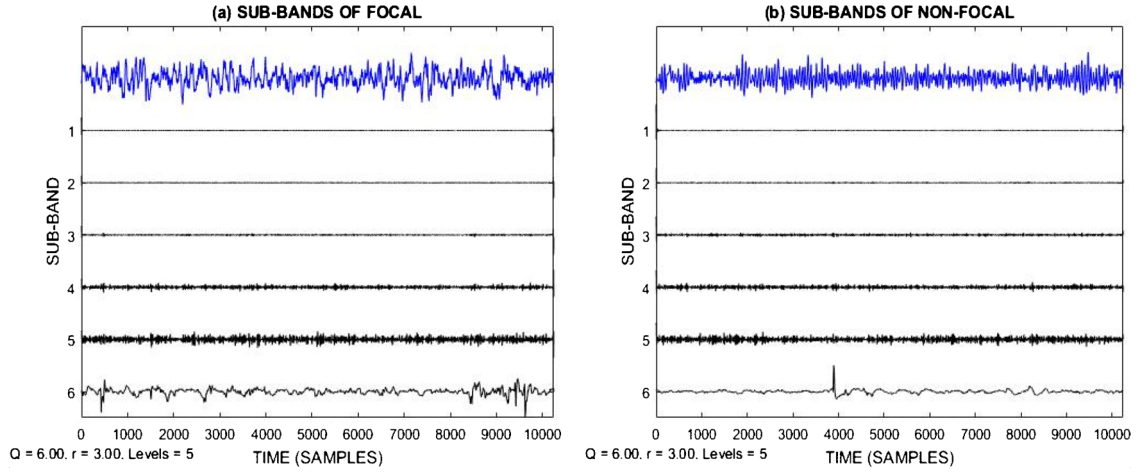 (a) SUB-BANDS OF FOCAL
SUB-BAND
1
2
3
4
5
6
0 1000 2000 3000 4000 5000 6000 7000 8000 9000 10000
Q = 6.00, r = 3.00, Levels = 5
TIME (SAMPLES)
(b) SUB-BANDS OF NON-FOCAL
SUB-BAND
1
2
3
4
5
6
0 1000 2000 3000 4000 5000 6000 7000 8000 9000 10000
Q = 6.00, r = 3.00, Levels = 5
TIME (SAMPLES)